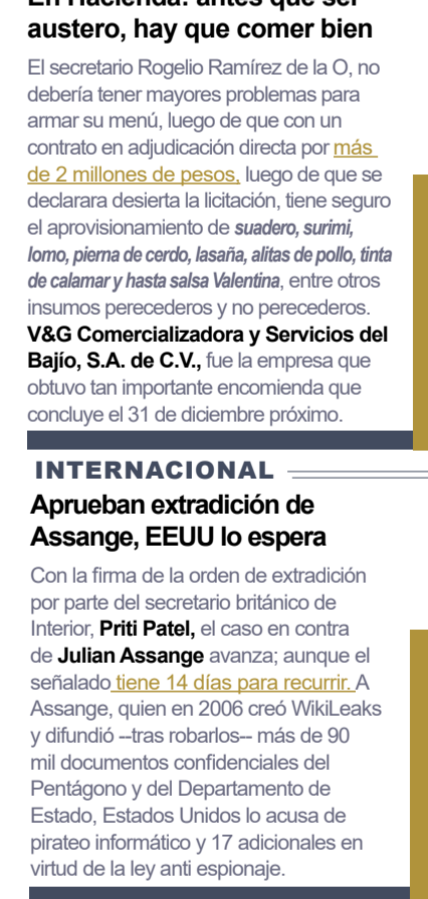 En Hacienda: antes que ser
austero, hay que comer bien
El secretario Rogelio Ramírez de la O, no
debería tener mayores problemas para
armar su menú, luego de que con un
contrato en adjudicación directa por más
de 2 millones de pesos, luego de que se
declarara desierta la licitación, tiene seguro
el aprovisionamiento de suadero, surimi,
lomo, pierna de cerdo, lasaña, alitas de pollo, tinta
de calamar y hasta salsa Valentina, entre otros
insumos perecederos y no perecederos.
V&G Comercializadora y Servicios del
Bajío, S.A. de C.V., fue la empresa que
obtuvo tan importante encomienda que
concluye el 31 de diciembre próximo.
INTERNACIONAL
Aprueban extradición de
Assange, EEUU lo espera
Con la firma de la orden de extradición
por parte del secretario británico de
Interior, Priti Patel, el caso en contra
de Julian Assange avanza; aunque el
señalado tiene 14 días para recurrir. A
Assange, quien en 2006 creó WikiLeaks
y difundió --tras robarlos-- más de 90
mil documentos confidenciales del
Pentágono y del Departamento de
Estado, Estados Unidos lo acusa de
pirateo informático y 17 adicionales en
virtud de la ley anti espionaje.